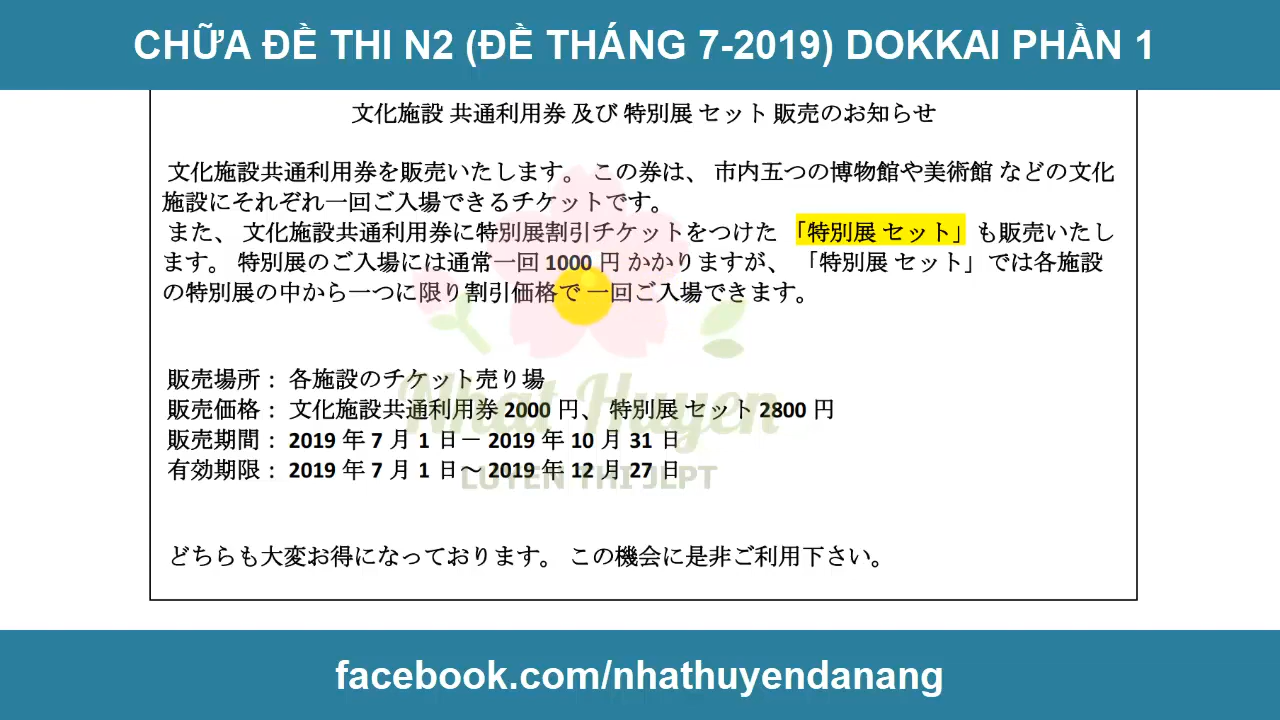 CHỮA ĐỀ THI N2 (ĐỀ THÁNG 7-2019) DOKKAI PHẦN 1
文化施設 共通利用券 及び 特別展 セット 販売のお知らせ
文化施設共通利用券を販売いたします。 この券は、 市内五つの博物館や美術館 などの文化
施設にそれぞれ一回ご入場できるチケットです。
また、 文化施設共通利用券に特別展割引チケットをつけた 「特別展 セット」 も販売いたし
ます。 特別展のご入場には通常一回 1000 円 かかりますが、 「特別展 セット」 では各施設
の特別展の中から一つに限り割引価格で 一回ご入場できます。
販売場所： 各施設のチケット売り場
販売価格： 文化施設共通利用券 2000 円、 特別展 セット 2800 円
販売期間： 2019 年 7 月 1 日－ 2019 年 10 月 31 日
有効期限： 2019 年 7 月 1 日～ 2019 年 12 月 27 日
どちらも大変お得になっております。 この機会に是非ご利用下さい。
Nhat Huyen
LUYEN THI JLPT
facebook.com/nhathuyendanang